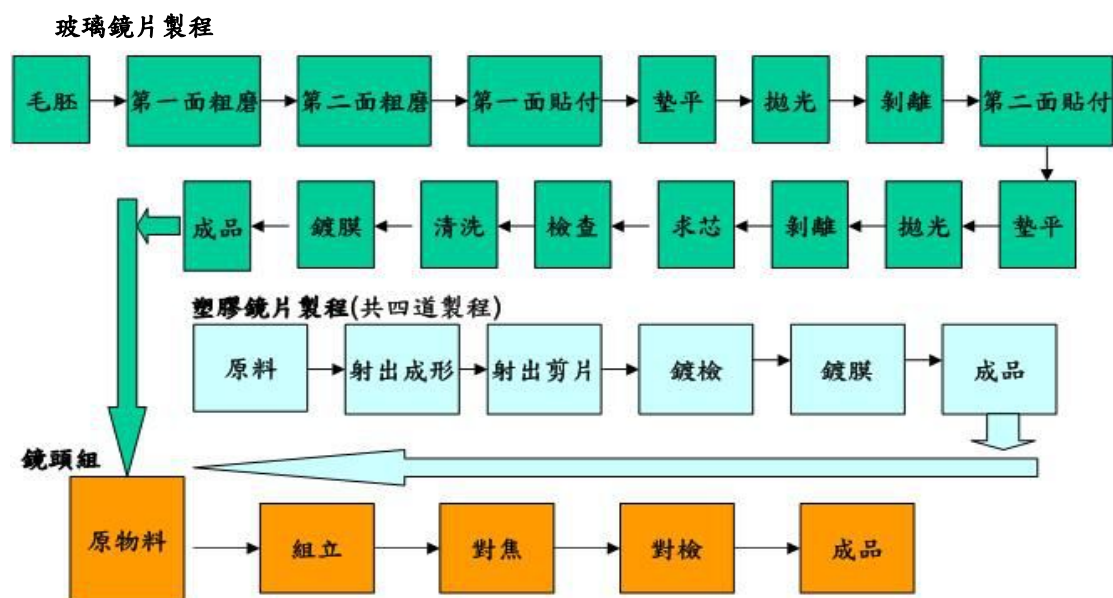 玻璃鏡片製程
毛胚 第一面粗磨 第二面粗磨 第一面貼付 墊平 拋光 剝離 第二面貼付
成品 鍍膜 清洗 檢查 求芯 剝離 拋光 墊平
塑膠鏡片製程(共四道製程)
原料 射出成形 射出剪片 鍍檢 鍍膜 成品
鏡頭組
原物料 組立 對焦 對檢 成品